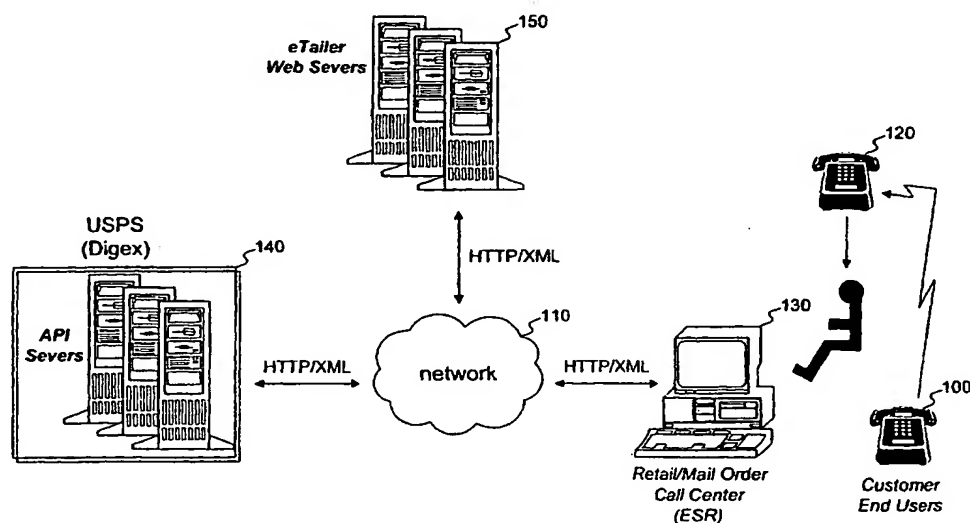 150
eTailer
Web Severs
120
USPS
(Digex)
140
HTTP/XML
API
Severs
110
130
HTTP/XML
network
HTTP/XML
100
Retail/Mail Order
Call Center
(ESR)
Customer
End Users